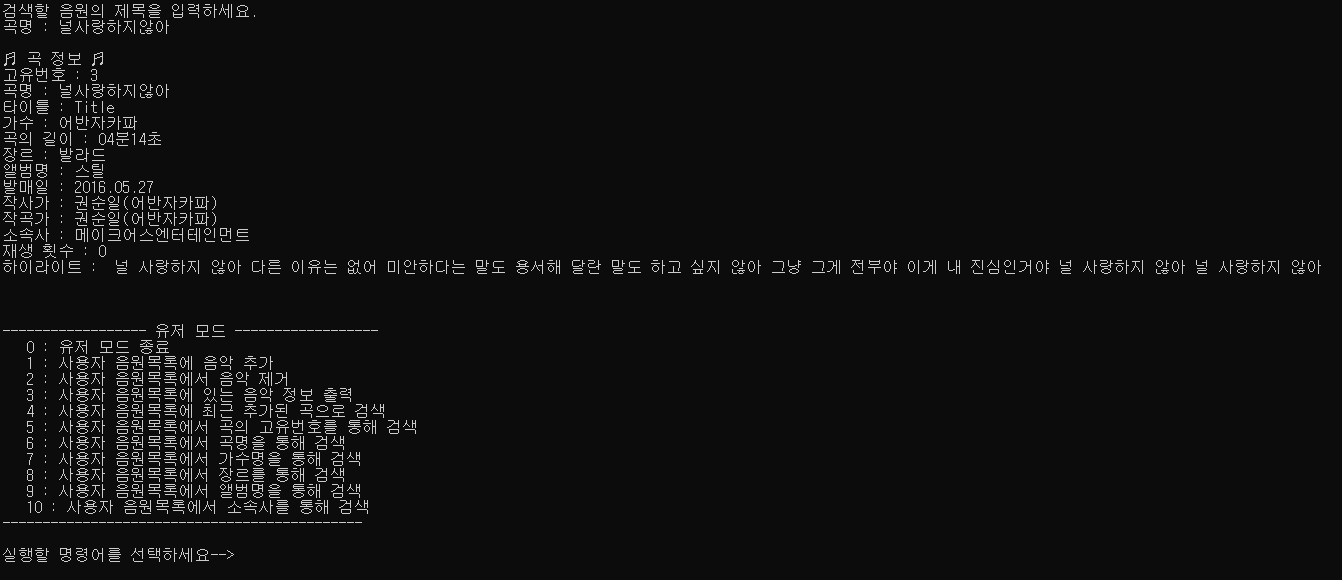 검색할 음원의 제목을 입력하세요.
곡명 : 널사랑하지않아
♬ 곡 정보 ♬
고유번호 : 3
곡명 : 널사랑하지않아
타이틀 : Title
가수 : 어반자카파
곡의 길이 : 04분14초
장르 : 발라드
앨범명 : 스틸
발매일 : 2016.05.27
작사가 : 권순일(어반자카파)
작곡가 : 권순일(어반자카파)
소속사 : 메이크어스엔터테인먼트
재생 횟수 : 0
하이라이트 :  널 사랑하지 않아 다른 이유는 없어 미안하다는 말도 용서해 달란 말도 하고 싶지 않아 그냥 그게 전부야 이게 내 진심인거야 널 사랑하지 않아 널 사랑하지 않아
------------------ 유저 모드 ------------------
0 : 유저 모드 종료
1 : 사용자 음원목록에 음악 추가
2 : 사용자 음원목록에서 음악 제거
3 : 사용자 음원목록에 있는 음악 정보 출력
4 : 사용자 음원목록에 최근 추가된 곡으로 검색
5 : 사용자 음원목록에서 곡의 고유번호를 통해 검색
6 : 사용자 음원목록에서 곡명을 통해 검색
7 : 사용자 음원목록에서 가수명을 통해 검색
8 : 사용자 음원목록에서 장르를 통해 검색
9 : 사용자 음원목록에서 앨범명을 통해 검색
10 : 사용자 음원목록에서 소속사를 통해 검색
---------------------------------------------
실행할 명령어를 선택하세요-->